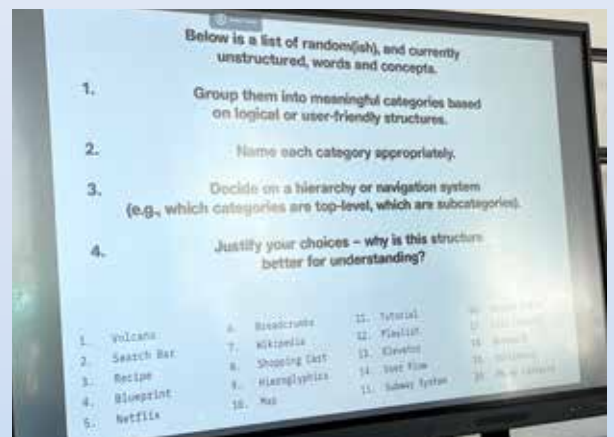 Below is a list of random(ish), and currently
unstructured, words and concepts.
1. Group them into meaningful categories based
on logical or user-friendly structures.
2. Name each category appropriately.
3. Decide on a hierarchy or navigation system
(e.g., which categories are top-level, which are subcategories).
4. Justify your choices – why is this structure
better for understanding?
1. Volcano
2. Search Bar
3. Recipe
4. Blueprint
5. Netflix
6. Breadcrumbs
7. Wikipedia
8. Shopping Cart
9. Hieroglyphics
10. Map
11. Tutorial
12. Playlist
13. Elevator
14. User Flow
15. Subway System